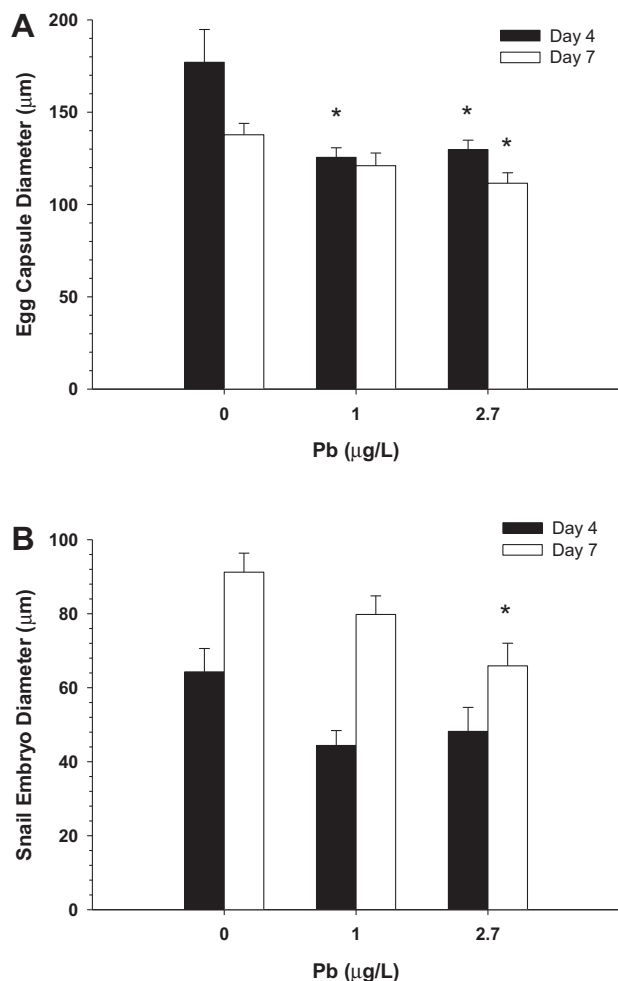 A
200
150
100
50
0
Egg Capsule Diameter (μm)
Day 4
Day 7
*
*
*
0
1
2.7
Pb (μg/L)
B
100
80
60
40
20
0
Snail Embryo Diameter (μm)
Day 4
Day 7
*
0
1
2.7
Pb (μg/L)